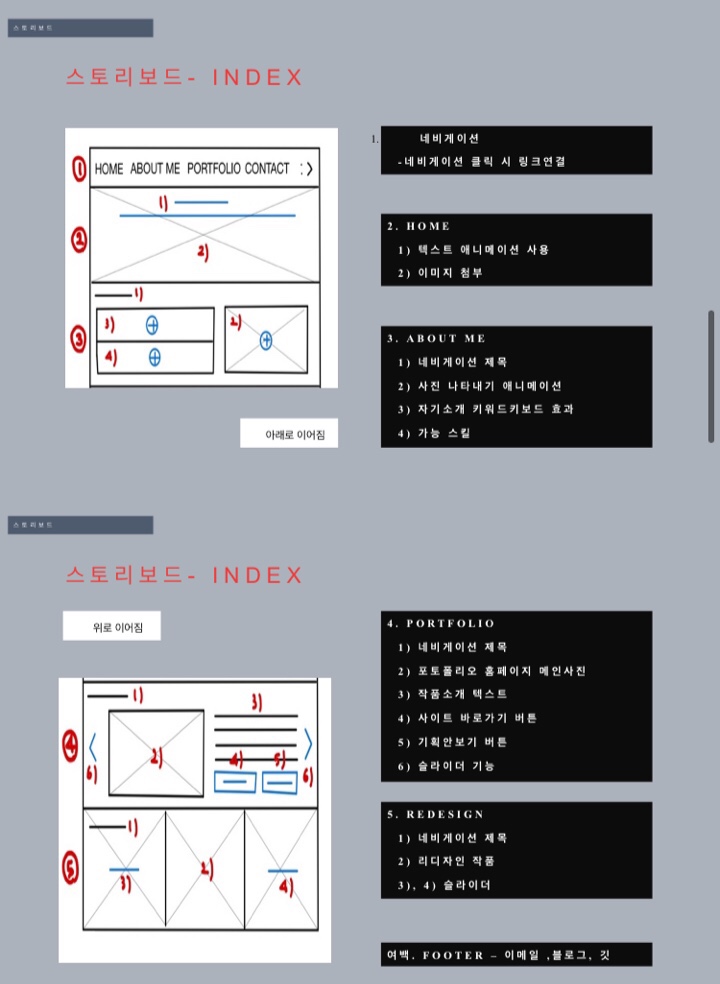 스토리보드
스토리보드- INDEX
① HOME ABOUT ME PORTFOLIO CONTACT : >
1)
② 2)
1)
③ 3) 2)
4)
아래로 이어짐
1. 네비게이션
-네비게이션 클릭 시 링크연결
2. HOME
1) 텍스트 애니메이션 사용
2) 이미지 첨부
3. ABOUT ME
1) 네비게이션 제목
2) 사진 나타내기 애니메이션
3) 자기소개 키워드키보드 효과
4) 가능 스킬
스토리보드
스토리보드- INDEX
위로 이어짐
1) 3)
④ 2)
4) 5)
6) 6)
1)
⑤ 3) 2) 4)
4. PORTFOLIO
1) 네비게이션 제목
2) 포토폴리오 홈페이지 메인사진
3) 작품소개 텍스트
4) 사이트 바로가기 버튼
5) 기획안보기 버튼
6) 슬라이더 기능
5. REDESIGN
1) 네비게이션 제목
2) 리디자인 작품
3), 4) 슬라이더
여백. FOOTER – 이메일 ,블로그, 깃